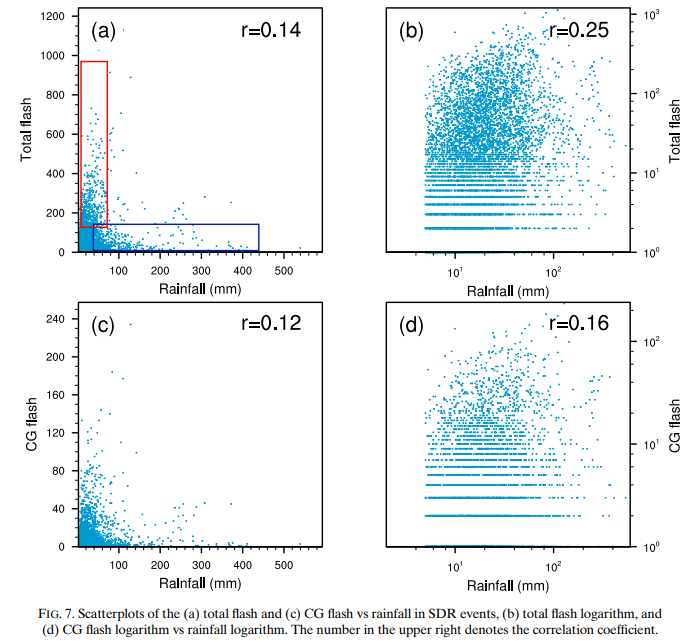 (a) r=0.14
1200
1000
800
600
400
200
0
Total flash
100 200 300 400 500
Rainfall (mm)
(b) r=0.25
10³
10²
10¹
10⁰
Total flash
10¹ 10²
Rainfall (mm)
(c) r=0.12
240
200
160
120
80
40
0
CG flash
100 200 300 400 500
Rainfall (mm)
(d) r=0.16
10²
10¹
10⁰
CG flash
10¹ 10²
Rainfall (mm)
FIG. 7. Scatterplots of the (a) total flash and (c) CG flash vs rainfall in SDR events, (b) total flash logarithm, and
(d) CG flash logarithm vs rainfall logarithm. The number in the upper right denotes the correlation coefficient.